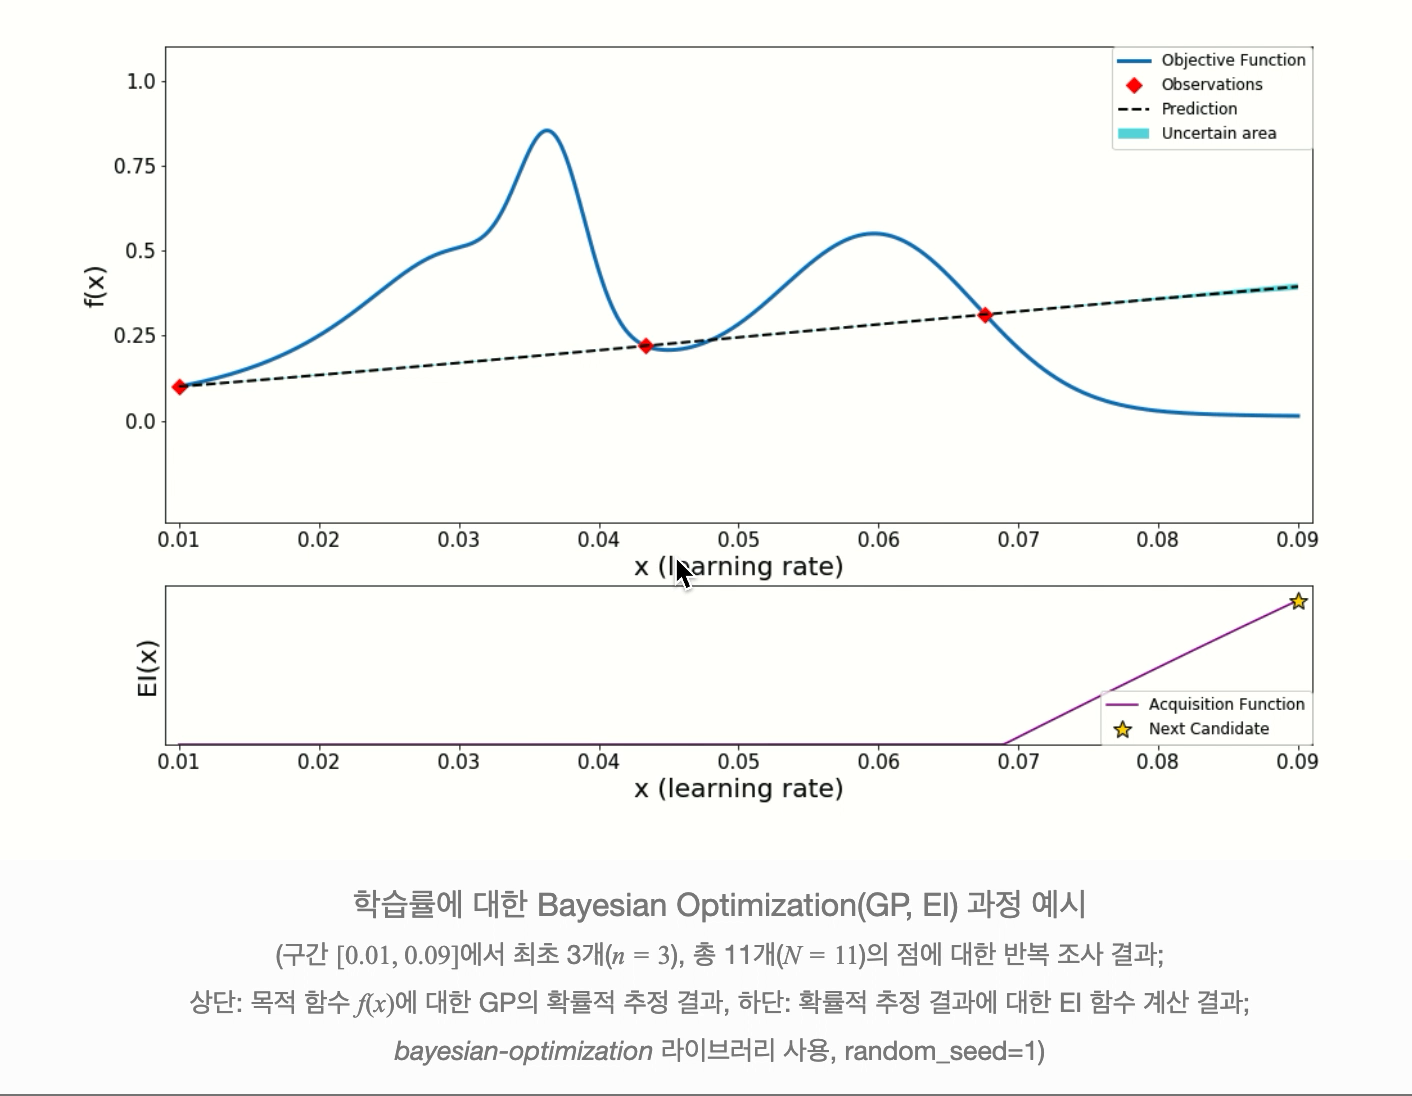 Objective Function
Observations
Prediction
Uncertain area
1.0
0.75
0.5
0.25
0.0
f(x)
0.01 0.02 0.03 0.04 0.05 0.06 0.07 0.08 0.09
x (learning rate)
EI(x)
Acquisition Function
Next Candidate
0.01 0.02 0.03 0.04 0.05 0.06 0.07 0.08 0.09
x (learning rate)
학습률에 대한 Bayesian Optimization(GP, EI) 과정 예시
(구간 [0.01, 0.09]에서 최초 3개(n = 3), 총 11개(N = 11)의 점에 대한 반복 조사 결과;
상단: 목적 함수 f(x)에 대한 GP의 확률적 추정 결과, 하단: 확률적 추정 결과에 대한 EI 함수 계산 결과;
bayesian-optimization 라이브러리 사용, random_seed=1)